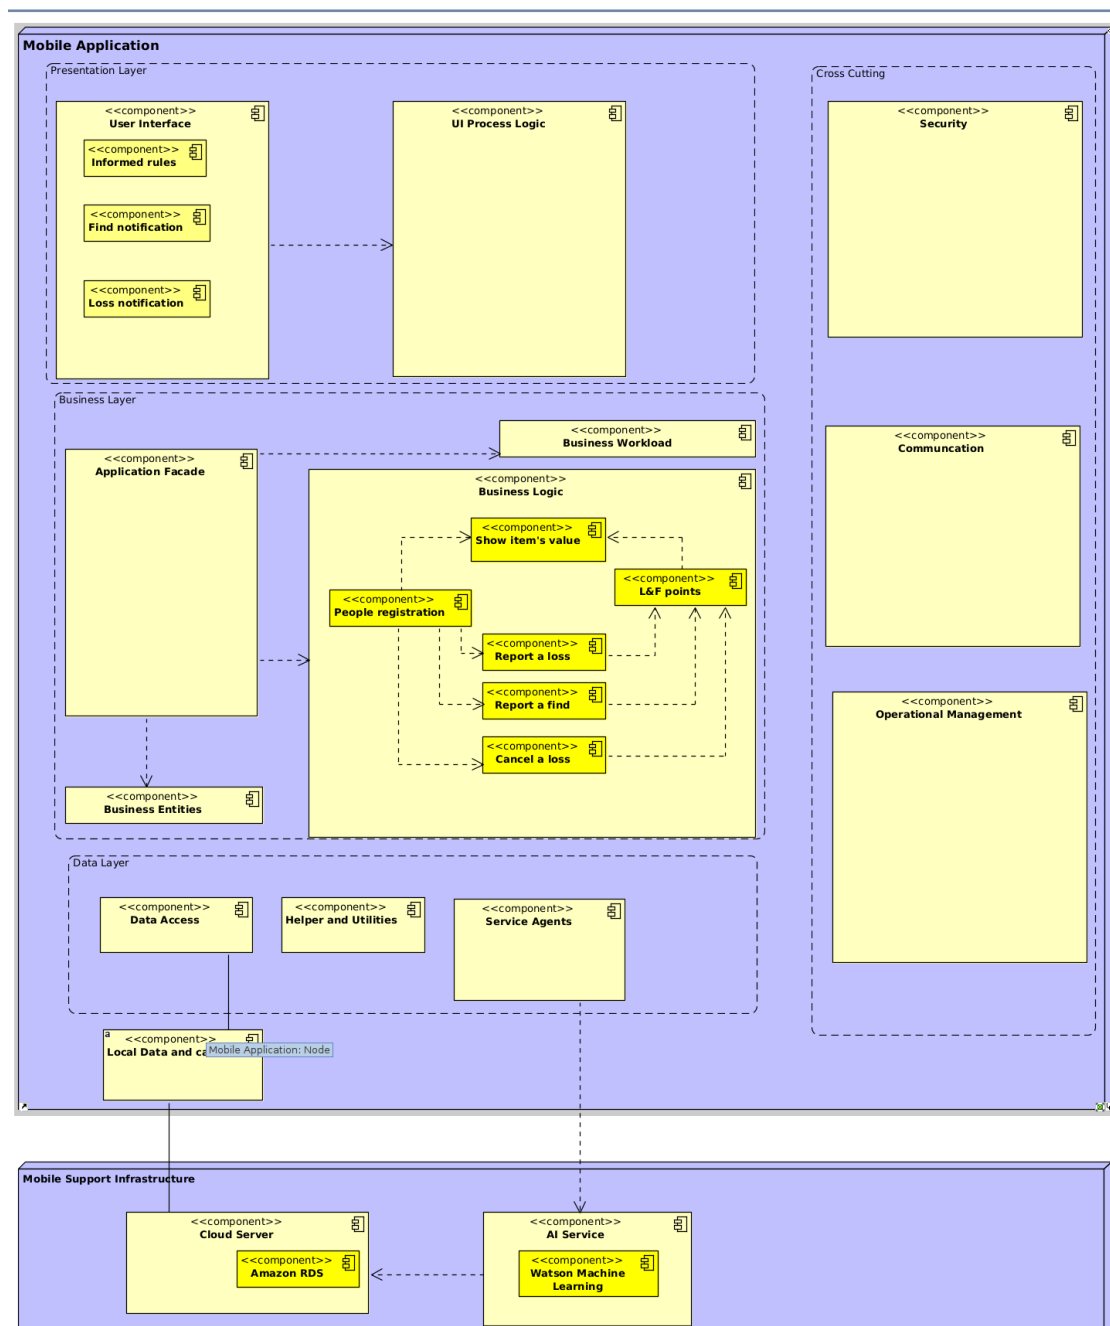 Mobile Application
Presentation Layer
<<component>>
User Interface
<<component>>
Informed rules
<<component>>
Find notification
<<component>>
Loss notification
<<component>>
UI Process Logic
Cross Cutting
<<component>>
Security
<<component>>
Communcation
<<component>>
Operational Management
Business Layer
<<component>>
Application Facade
<<component>>
Business Workload
<<component>>
Business Logic
<<component>>
Show item's value
<<component>>
L&F points
<<component>>
People registration
<<component>>
Report a loss
<<component>>
Report a find
<<component>>
Cancel a loss
<<component>>
Business Entities
Data Layer
<<component>>
Data Access
<<component>>
Helper and Utilities
<<component>>
Service Agents
a
<<component>>
Local Data and
Mobile Application: Node
Mobile Support Infrastructure
<<component>>
Cloud Server
<<component>>
Amazon RDS
<<component>>
AI Service
<<component>>
Watson Machine
Learning